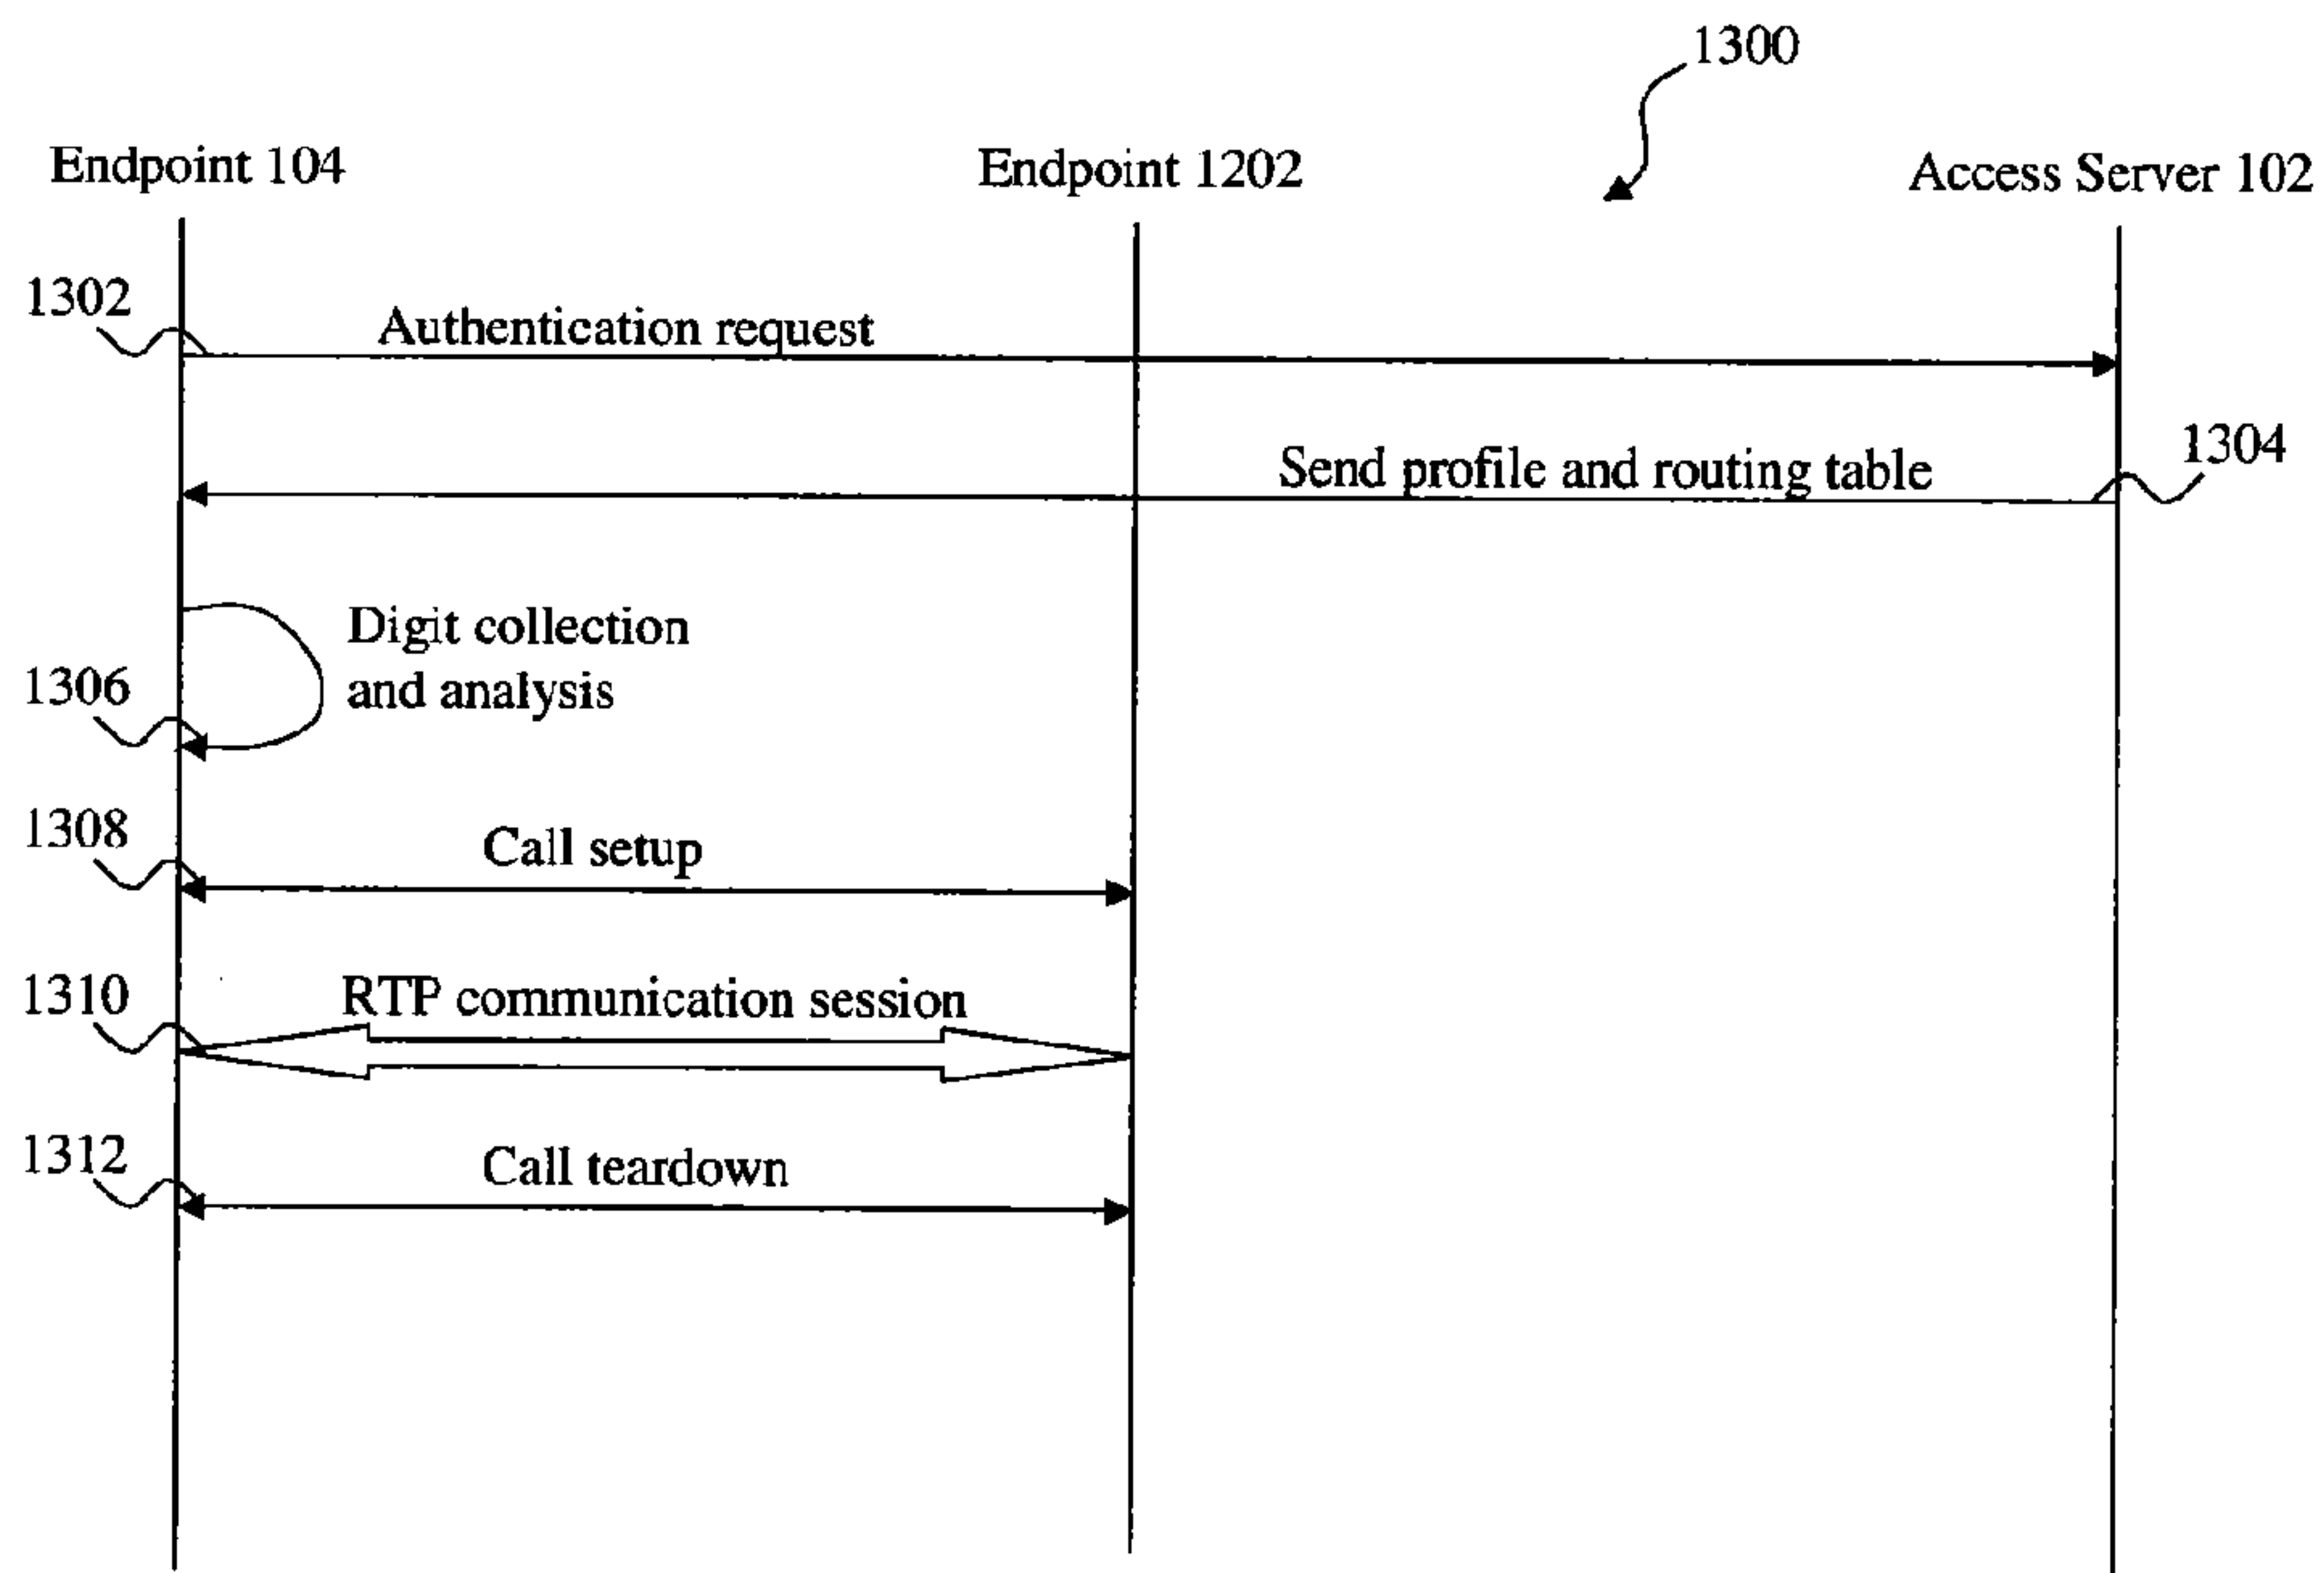 1300
Endpoint 104
Endpoint 1202
Access Server 102
1302
Authentication request
1304
Send profile and routing table
Digit collection
and analysis
1306
1308
Call setup
1310
RTP communication session
1312
Call teardown